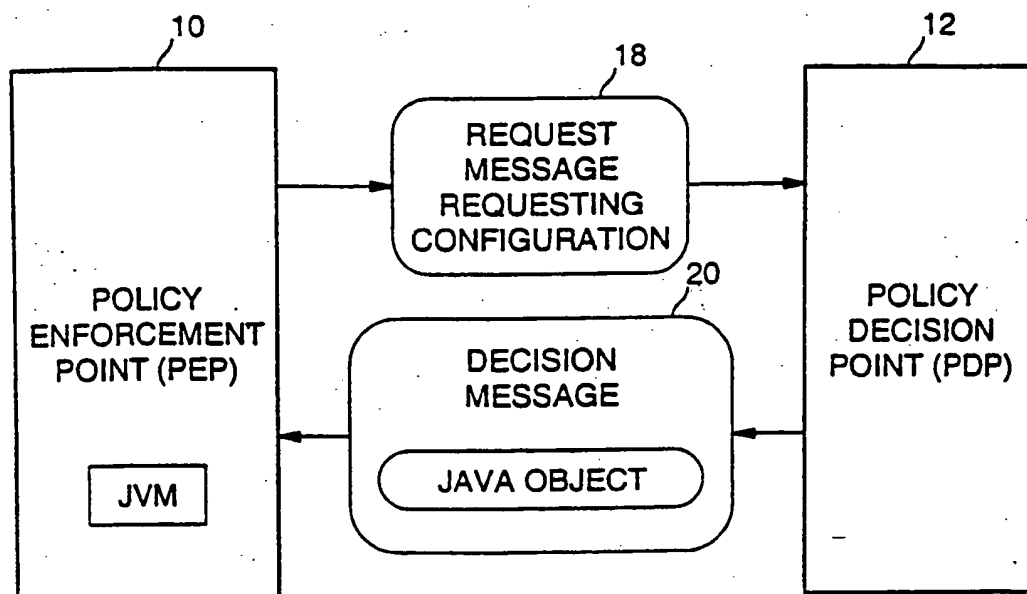 10
18
12
REQUEST
MESSAGE
REQUESTING
CONFIGURATION
20
POLICY
ENFORCEMENT
POINT (PEP)
DECISION
MESSAGE
POLICY
DECISION
POINT (PDP)
JAVA OBJECT
JVM